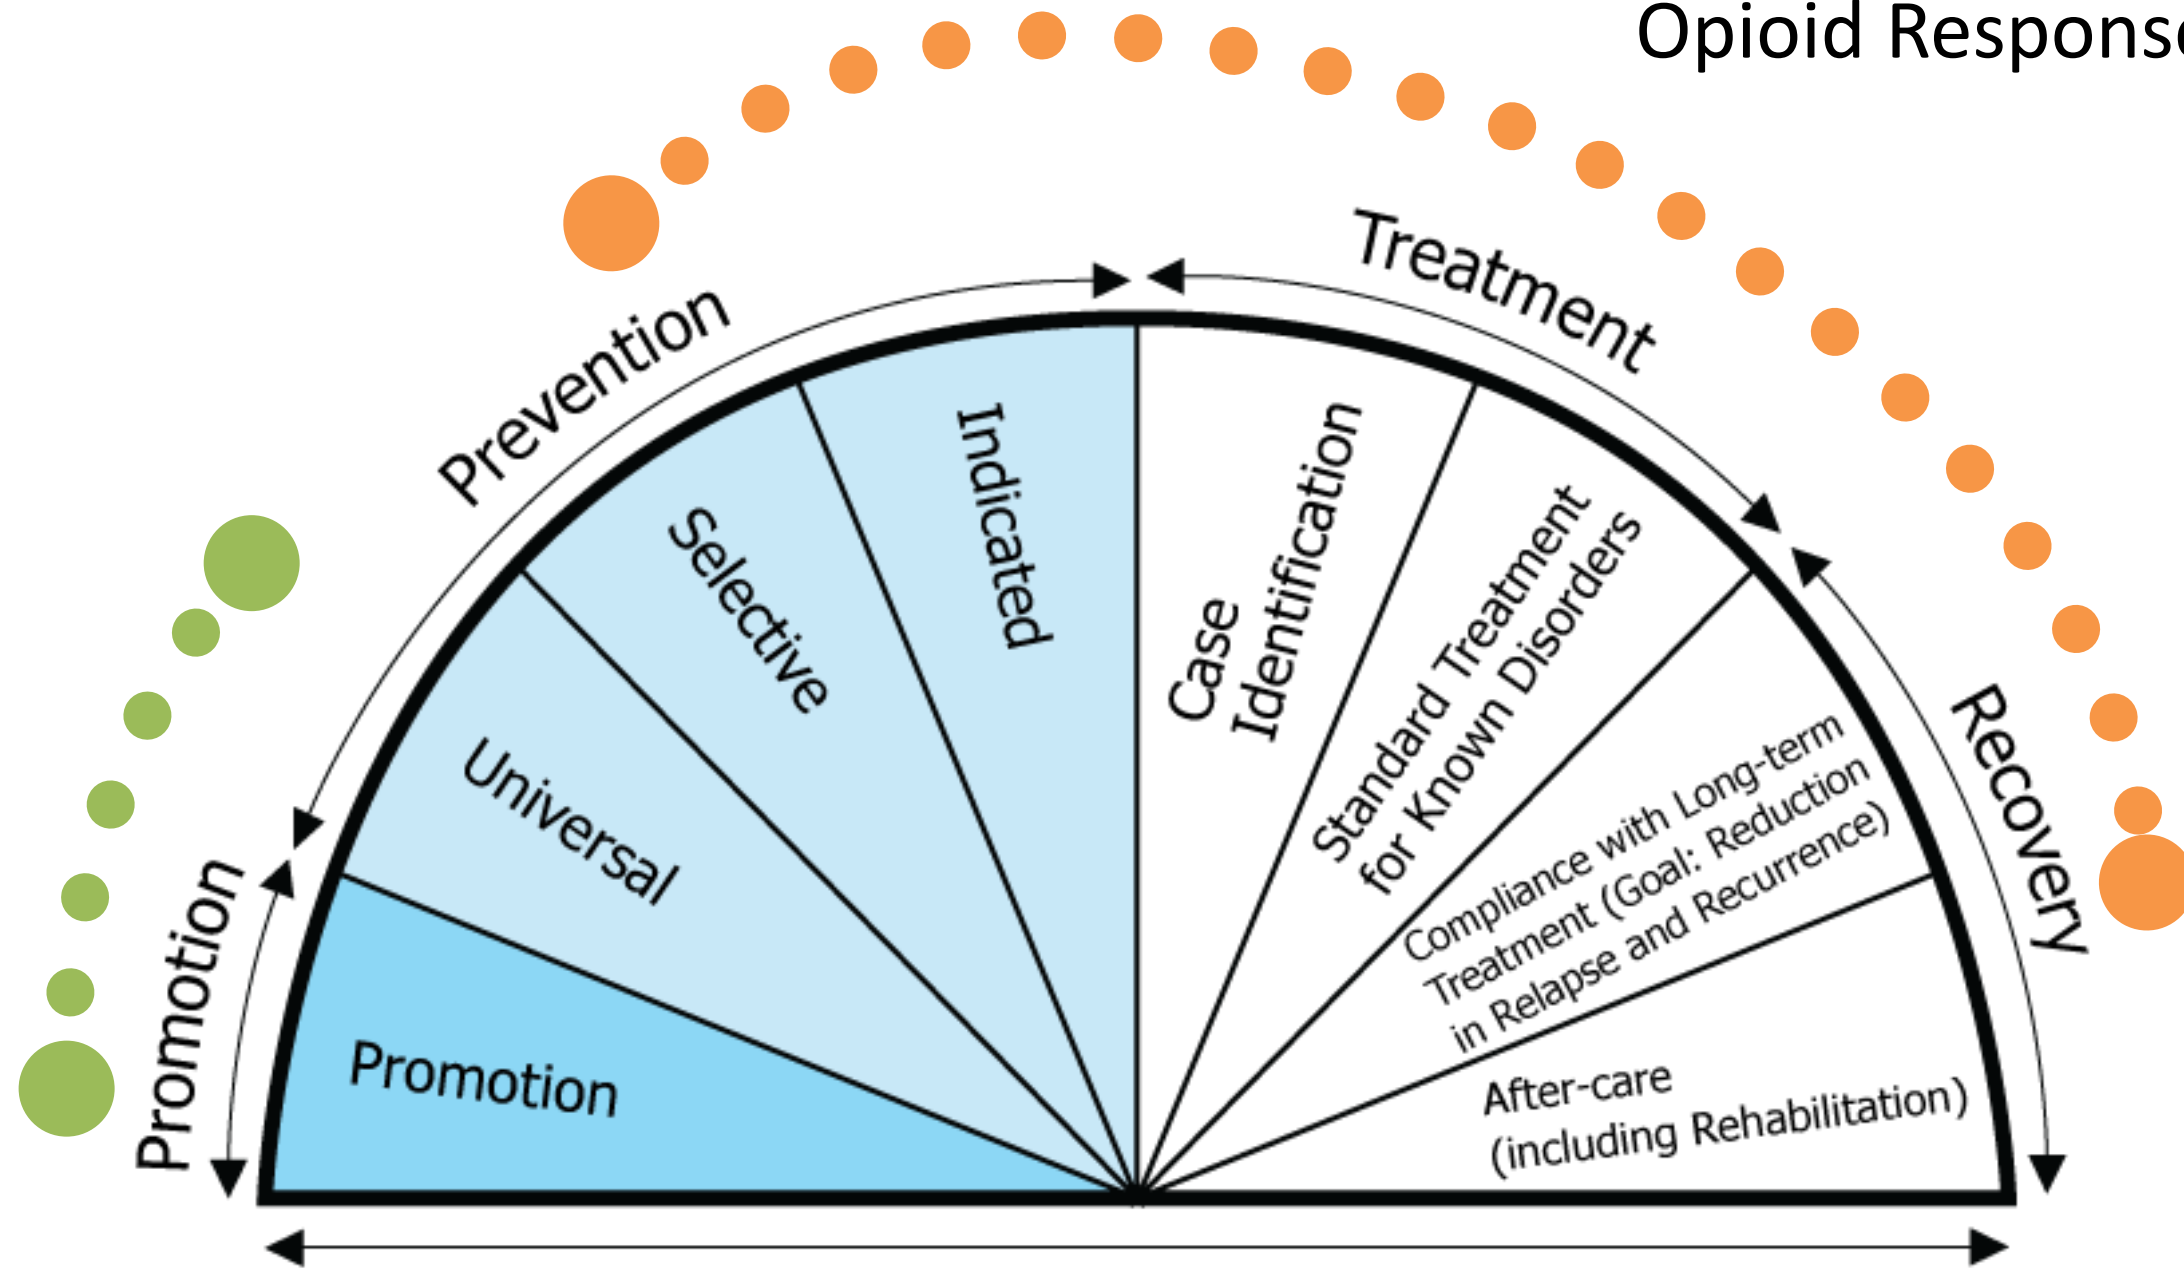 Opioid Response
Treatment
Prevention
Recovery
Promotion
Indicated
Selective
Universal
Promotion
Case
Identification
Standard Treatment
for Known Disorders
Compliance with Long-term
Treatment (Goal: Reduction
in Relapse and Recurrence)
After-care
(including Rehabilitation)